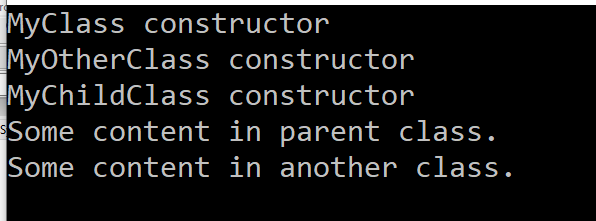 MyClass constructor
MyOtherClass constructor
MyChildClass constructor
Some content in parent class.
Some content in another class.